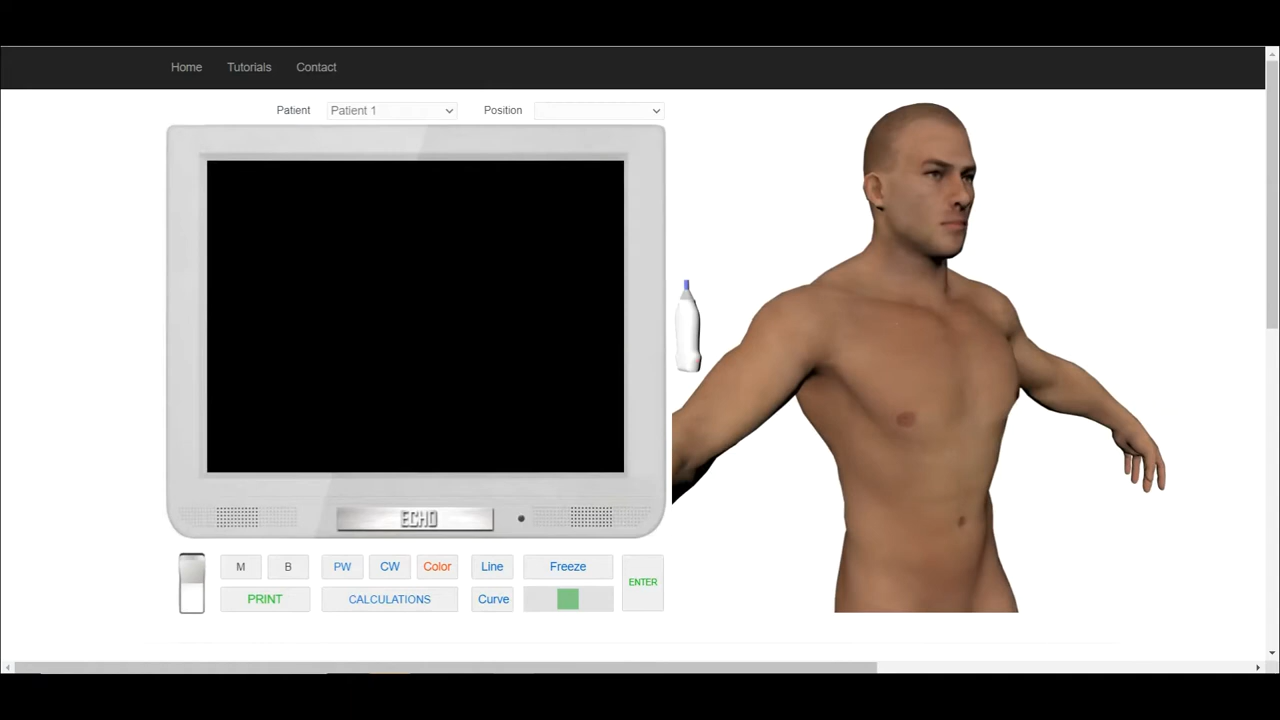 Home Tutorials Contact
Patient Patient 1 Position
ECHO
M B PW CW Color Line Freeze ENTER
PRINT CALCULATIONS Curve